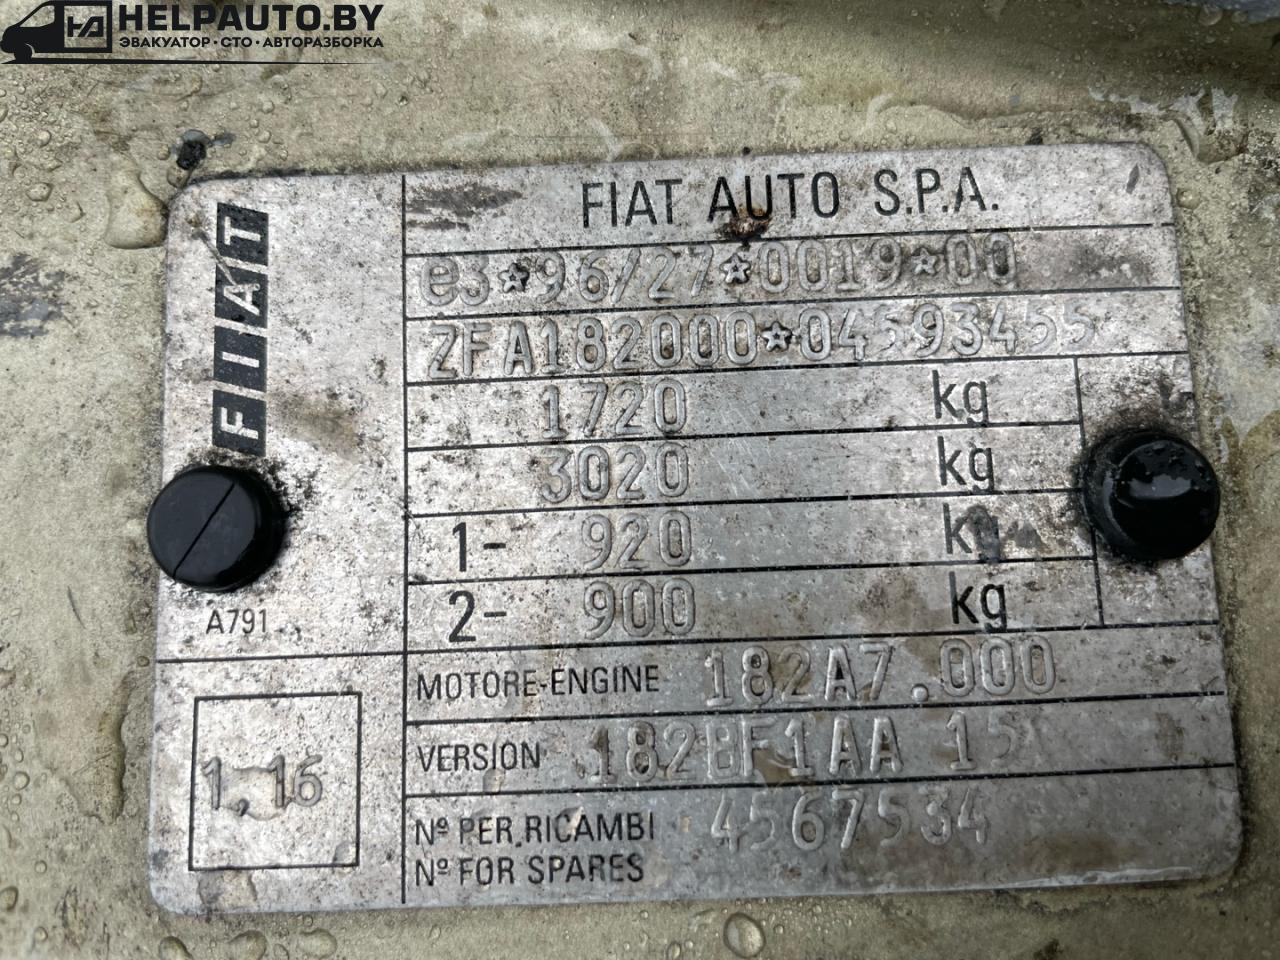 HELPAUTO.BY
ЭВАКУАТОР · СТО · АВТОРАЗБОРКА
FIAT
FIAT AUTO S.P.A.
e3*96/27*0019*00
ZFA182000*04593455
1720 kg
3020 kg
1- 920 kg
2- 900 kg
A791
MOTORE-ENGINE 182A7.000
VERSION 182BF1AA 15
1,16
Nº PER RICAMBI 4567534
Nº FOR SPARES